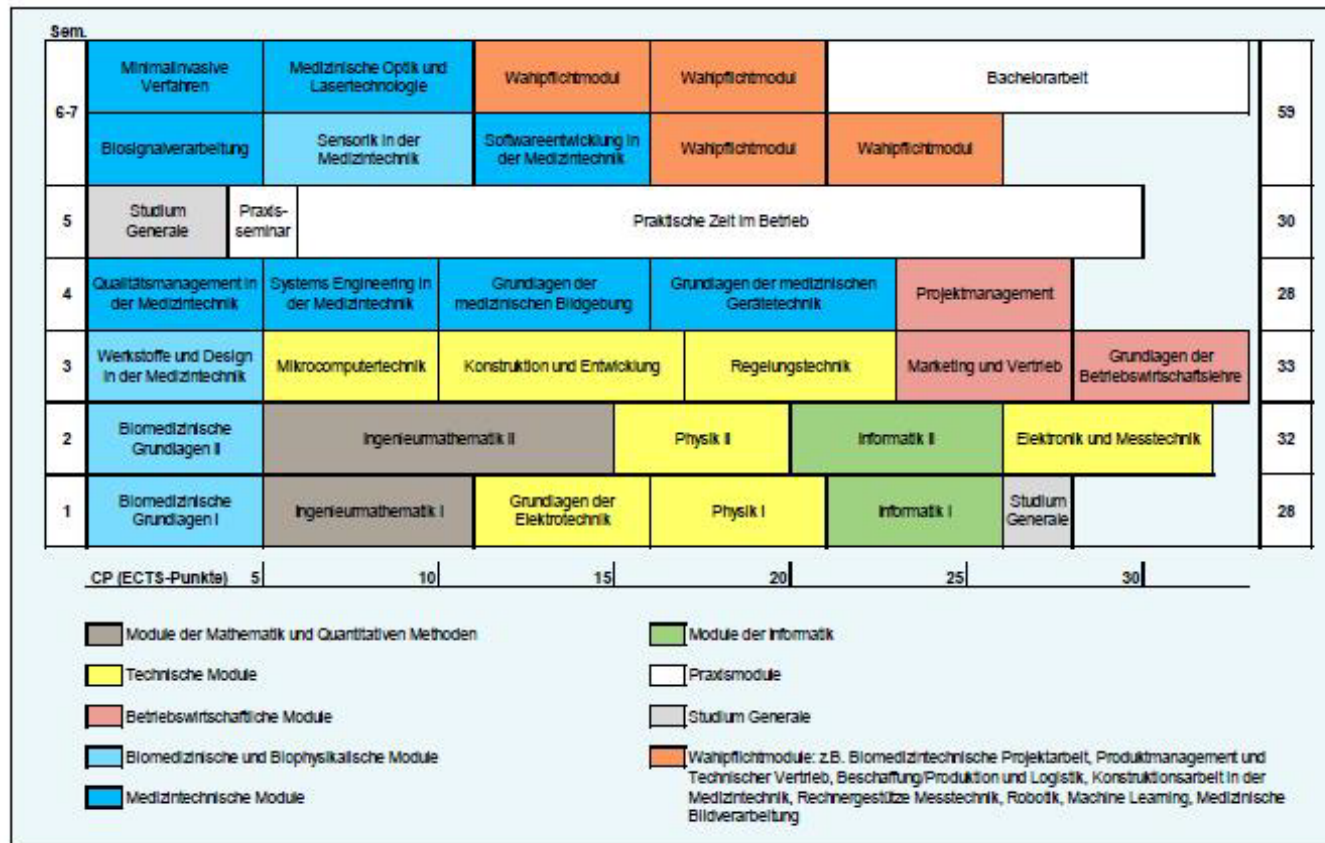 Sem.
Minimalinvasive
Verfahren
Medizinische Optik und
Lasertechnologie
Wahlpflichtmodul
Wahlpflichtmodul
Bachelorarbeit
6-7
59
Biosignalverarbeitung
Sensorik in der
Medizintechnik
Softwareentwicklung in
der Medizintechnik
Wahlpflichtmodul
Wahlpflichtmodul
5
Studium
Generale
Praxis-
seminar
Praktische Zeit im Betrieb
30
4
Qualitätsmanagement in
der Medizintechnik
Systems Engineering in
der Medizintechnik
Grundlagen der
medizinischen Bildgebung
Grundlagen der medizinischen
Gerätetechnik
Projektmanagement
28
3
Werkstoffe und Design
in der Medizintechnik
Mikrocomputertechnik
Konstruktion und Entwicklung
Regelungstechnik
Marketing und Vertrieb
Grundlagen der
Betriebswirtschaftslehre
33
2
Biomedizinische
Grundlagen II
Ingenieurmathematik II
Physik II
Informatik II
Elektronik und Messtechnik
32
1
Biomedizinische
Grundlagen I
Ingenieurmathematik I
Grundlagen der
Elektrotechnik
Physik I
Informatik I
Studium
Generale
28
CP (ECTS-Punkte) 5 10 15 20 25 30
Module der Mathematik und Quantitativen Methoden
Technische Module
Betriebswirtschaftliche Module
Biomedizinische und Biophysikalische Module
Medizintechnische Module
Module der Informatik
Praxismodule
Studium Generale
Wahlpflichtmodule: z.B. Biomedizintechnische Projektarbeit, Produktmanagement und
Technischer Vertrieb, Beschaffung/Produktion und Logistik, Konstruktionsarbeit in der
Medizintechnik, Rechnergestütze Messtechnik, Robotik, Machine Learning, Medizinische
Bildverarbeitung